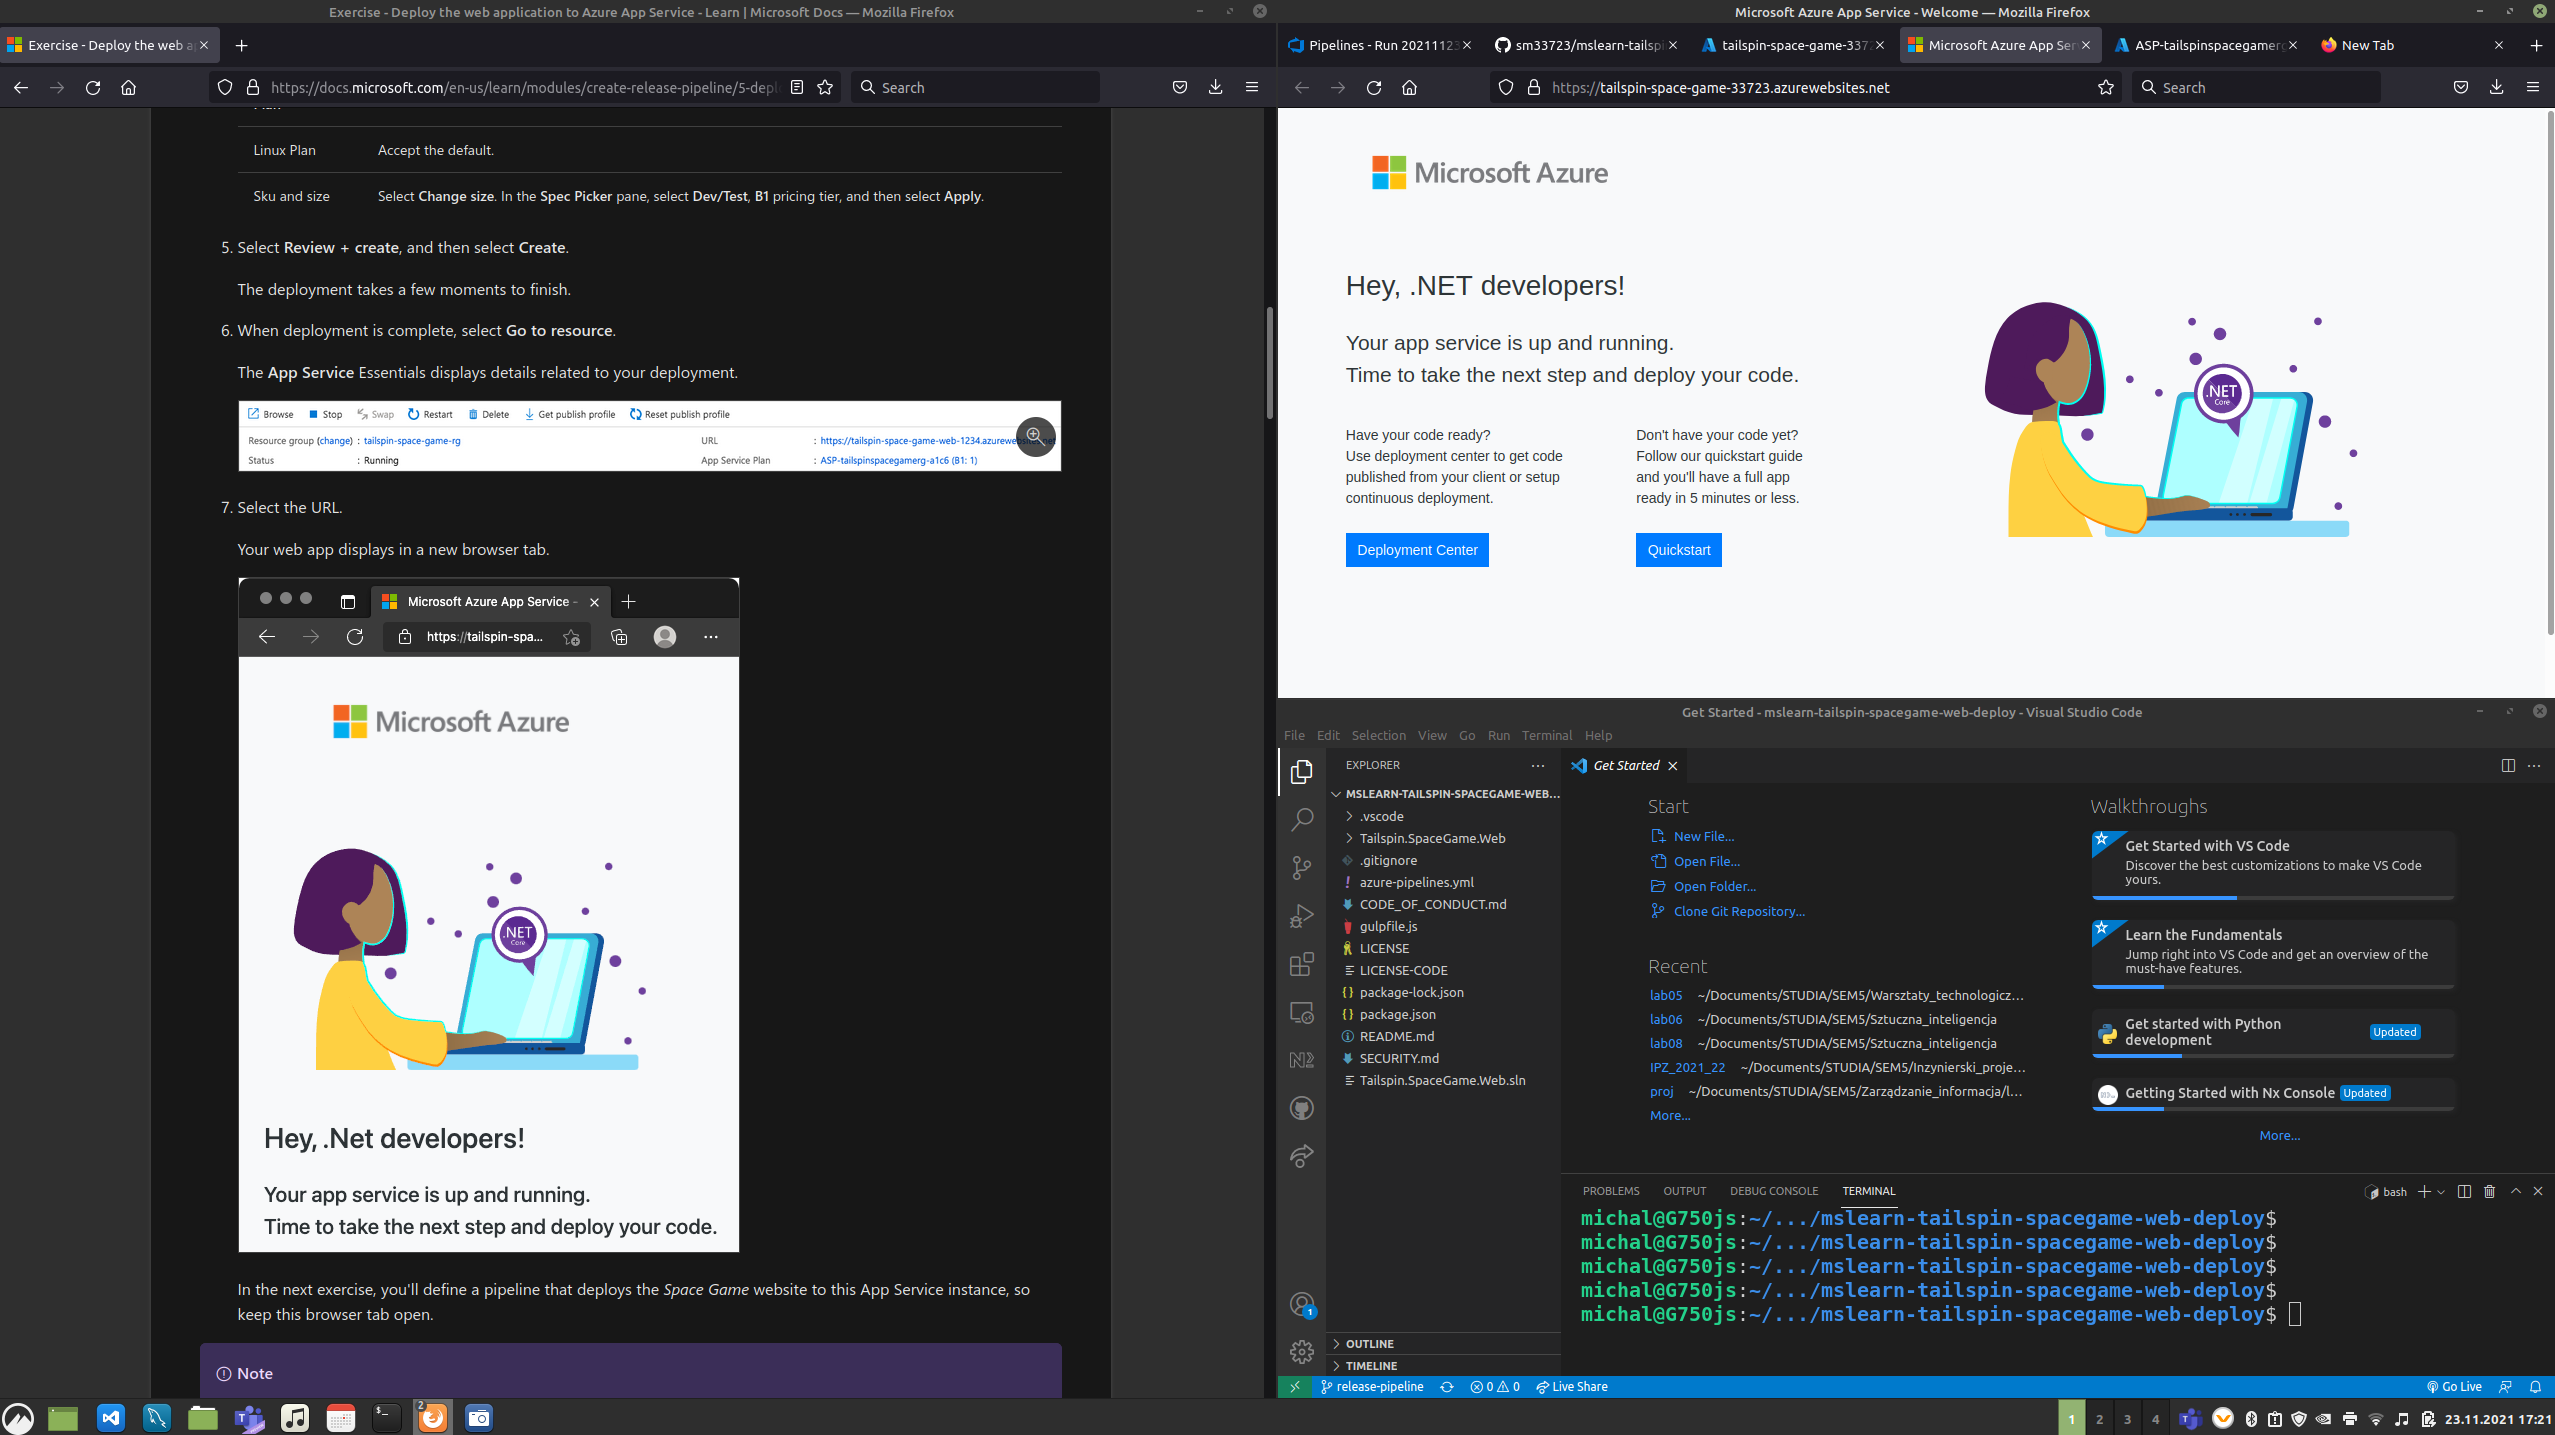 Exercise - Deploy the web application to Azure App Service - Learn | Microsoft Docs — Mozilla Firefox
Exercise - Deploy the web a
https://docs.microsoft.com/en-us/learn/modules/create-release-pipeline/5-depl
Search
Plan
Linux Plan Accept the default.
Sku and size Select Change size. In the Spec Picker pane, select Dev/Test, B1 pricing tier, and then select Apply.
5. Select Review + create, and then select Create.
The deployment takes a few moments to finish.
6. When deployment is complete, select Go to resource.
The App Service Essentials displays details related to your deployment.
Browse Stop Swap Restart Delete Get publish profile Reset publish profile
Resource group (change) : tailspin-space-game-rg URL : https://tailspin-space-game-web-1234.azurewebsites.net
Status : Running App Service Plan : ASP-tailspinspacegamerg-a1c6 (B1: 1)
7. Select the URL.
Your web app displays in a new browser tab.
Microsoft Azure App Service -
https://tailspin-spa...
Microsoft Azure
.NET
Core
Hey, .Net developers!
Your app service is up and running.
Time to take the next step and deploy your code.
In the next exercise, you'll define a pipeline that deploys the Space Game website to this App Service instance, so
keep this browser tab open.
Note
Microsoft Azure App Service - Welcome — Mozilla Firefox
Pipelines - Run 20211123
sm33723/mslearn-tailspi
tailspin-space-game-337
Microsoft Azure App Ser
ASP-tailspinspacegamerg
New Tab
https://tailspin-space-game-33723.azurewebsites.net
Search
Microsoft Azure
Hey, .NET developers!
Your app service is up and running.
Time to take the next step and deploy your code.
Have your code ready?
Use deployment center to get code
published from your client or setup
continuous deployment.
Deployment Center
Don't have your code yet?
Follow our quickstart guide
and you'll have a full app
ready in 5 minutes or less.
Quickstart
.NET
Core
Get Started - mslearn-tailspin-spacegame-web-deploy - Visual Studio Code
File Edit Selection View Go Run Terminal Help
EXPLORER
MSLEARN-TAILSPIN-SPACEGAME-WEB...
.vscode
Tailspin.SpaceGame.Web
.gitignore
azure-pipelines.yml
CODE_OF_CONDUCT.md
gulpfile.js
LICENSE
LICENSE-CODE
package-lock.json
package.json
README.md
SECURITY.md
Tailspin.SpaceGame.Web.sln
OUTLINE
TIMELINE
Get Started
Start
New File...
Open File...
Open Folder...
Clone Git Repository...
Recent
lab05 ~/Documents/STUDIA/SEM5/Warsztaty_technologicz...
lab06 ~/Documents/STUDIA/SEM5/Sztuczna_inteligencja
lab08 ~/Documents/STUDIA/SEM5/Sztuczna_inteligencja
IPZ_2021_22 ~/Documents/STUDIA/SEM5/Inzynierski_proje...
proj ~/Documents/STUDIA/SEM5/Zarządzanie_informacja/l...
More...
Walkthroughs
Get Started with VS Code
Discover the best customizations to make VS Code
yours.
Learn the Fundamentals
Jump right into VS Code and get an overview of the
must-have features.
Get started with Python
development
Updated
Getting Started with Nx Console Updated
More...
PROBLEMS OUTPUT DEBUG CONSOLE TERMINAL
bash
michal@G750js:~/.../mslearn-tailspin-spacegame-web-deploy$
michal@G750js:~/.../mslearn-tailspin-spacegame-web-deploy$
michal@G750js:~/.../mslearn-tailspin-spacegame-web-deploy$
michal@G750js:~/.../mslearn-tailspin-spacegame-web-deploy$
michal@G750js:~/.../mslearn-tailspin-spacegame-web-deploy$
1
release-pipeline 0 0 Live Share
Go Live
2
1 2 3 4
23.11.2021 17:21